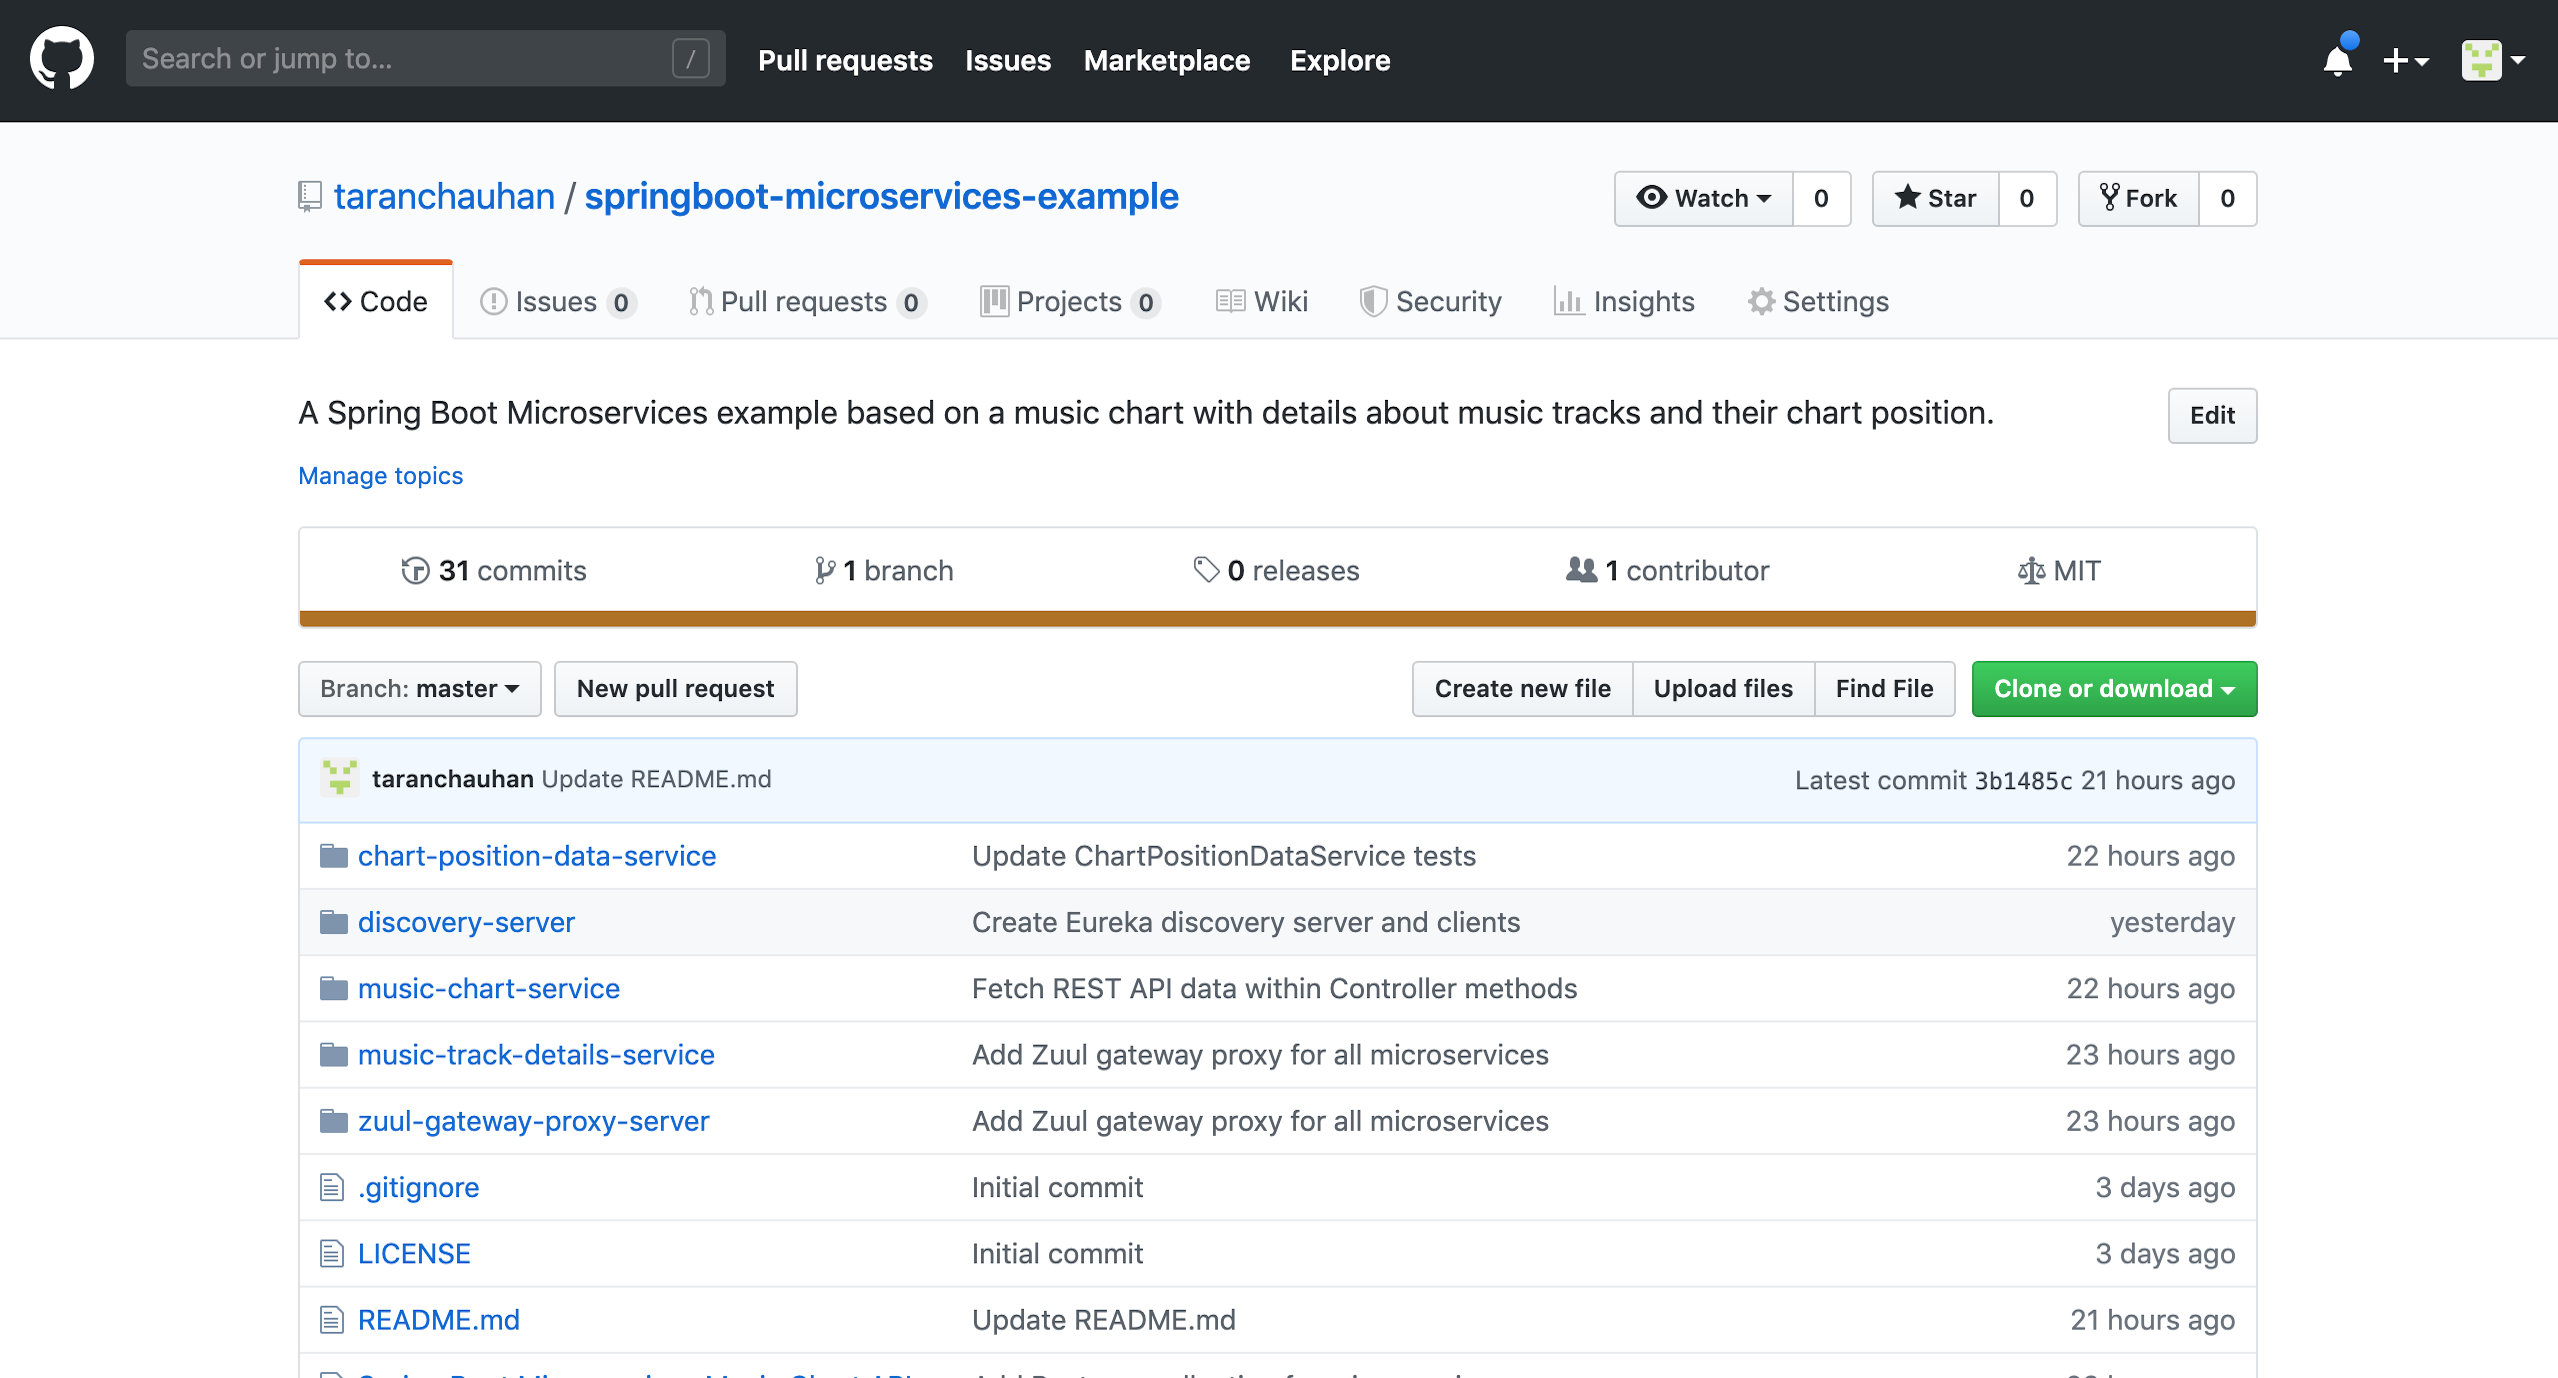 Search or jump to... / Pull requests Issues Marketplace Explore
taranchauhan / springboot-microservices-example Watch 0 Star 0 Fork 0
Code Issues 0 Pull requests 0 Projects 0 Wiki Security Insights Settings
A Spring Boot Microservices example based on a music chart with details about music tracks and their chart position. Edit
Manage topics
31 commits 1 branch 0 releases 1 contributor MIT
Branch: master New pull request Create new file Upload files Find File Clone or download
taranchauhan Update README.md Latest commit 3b1485c 21 hours ago
chart-position-data-service Update ChartPositionDataService tests 22 hours ago
discovery-server Create Eureka discovery server and clients yesterday
music-chart-service Fetch REST API data within Controller methods 22 hours ago
music-track-details-service Add Zuul gateway proxy for all microservices 23 hours ago
zuul-gateway-proxy-server Add Zuul gateway proxy for all microservices 23 hours ago
.gitignore Initial commit 3 days ago
LICENSE Initial commit 3 days ago
README.md Update README.md 21 hours ago